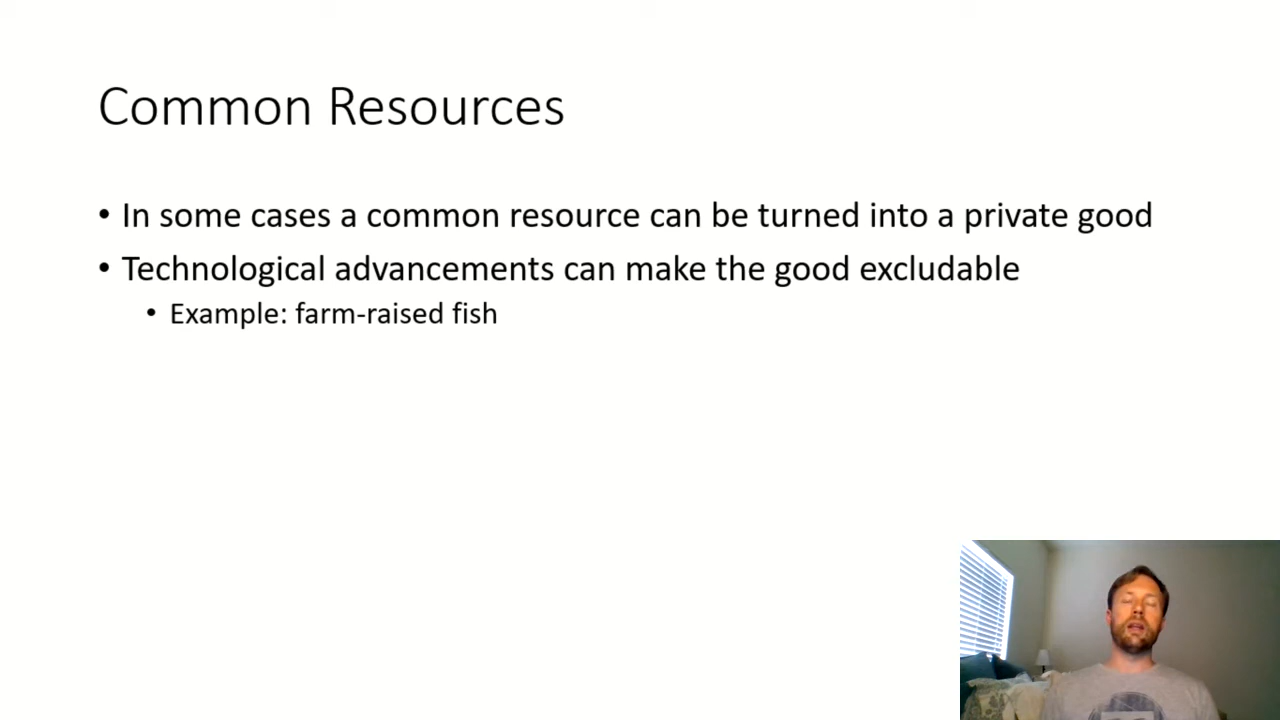 Common Resources
• In some cases a common resource can be turned into a private good
• Technological advancements can make the good excludable
• Example: farm-raised fish